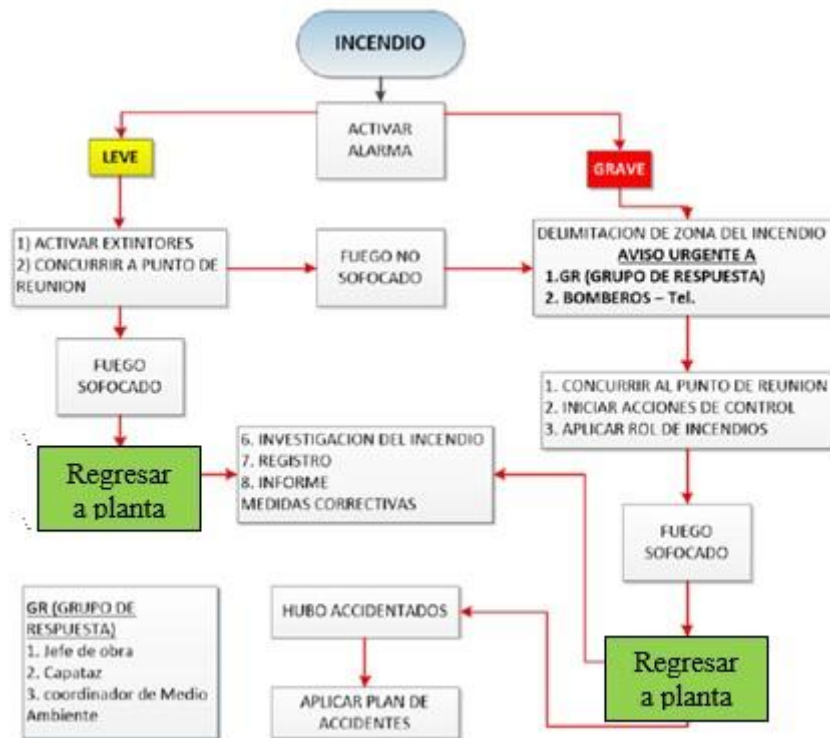 INCENDIO
ACTIVAR
ALARMA
LEVE
GRAVE
1) ACTIVAR EXTINTORES
2) CONCURRIR A PUNTO DE
REUNION
FUEGO NO
SOFOCADO
DELIMITACION DE ZONA DEL INCENDIO
AVISO URGENTE A
1.GR (GRUPO DE RESPUESTA)
2. BOMBEROS – Tel.
FUEGO
SOFOCADO
1. CONCURRIR AL PUNTO DE REUNION
2. INICIAR ACCIONES DE CONTROL
3. APLICAR ROL DE INCENDIOS
Regresar
a planta
6. INVESTIGACION DEL INCENDIO
7. REGISTRO
8. INFORME
MEDIDAS CORRECTIVAS
FUEGO
SOFOCADO
GR (GRUPO DE
RESPUESTA)
1. Jefe de obra
2. Capataz
3. coordinador de Medio
Ambiente
HUBO ACCIDENTADOS
Regresar
a planta
APLICAR PLAN DE
ACCIDENTES